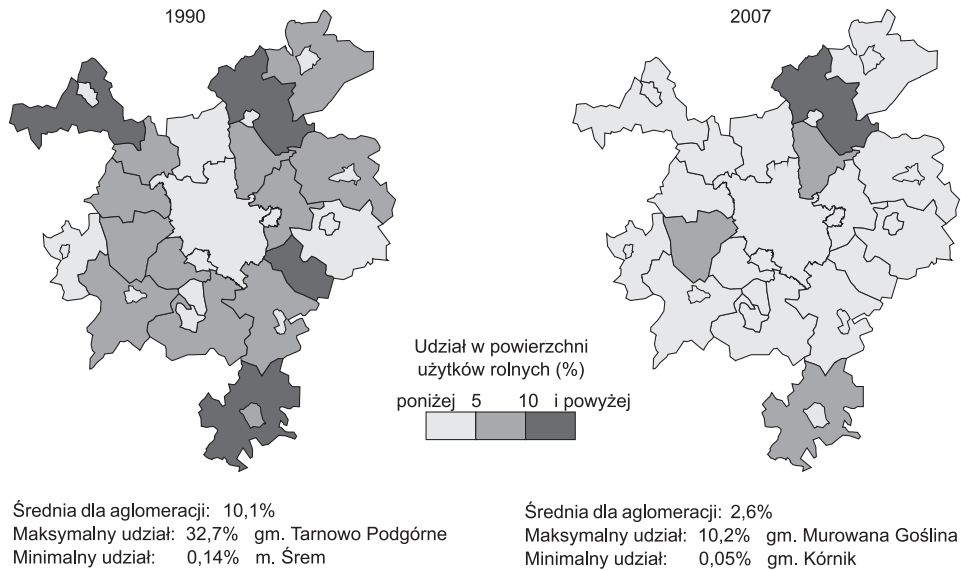 1990
2007
Udział w powierzchni
użytków rolnych (%)
poniżej 5 10 i powyżej
Średnia dla aglomeracji: 10,1%
Maksymalny udział: 32,7% gm. Tarnowo Podgórne
Minimalny udział: 0,14% m. Śrem
Średnia dla aglomeracji: 2,6%
Maksymalny udział: 10,2% gm. Murowana Goślina
Minimalny udział: 0,05% gm. Kórnik